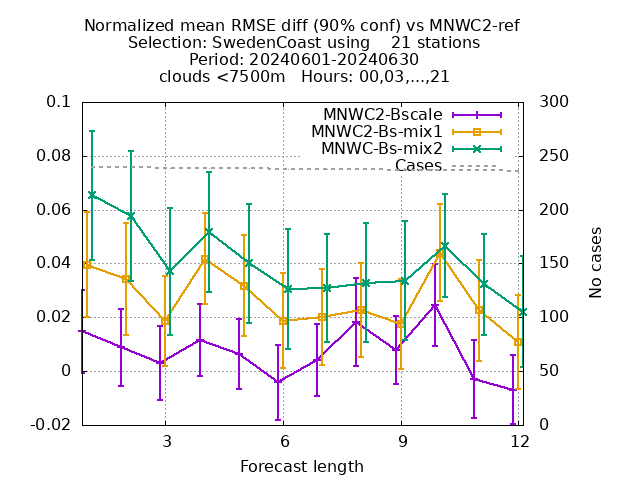 Normalized mean RMSE diff (90% conf) vs MNWC2-ref
Selection: SwedenCoast using    21 stations
Period: 20240601-20240630
clouds <7500m   Hours: 00,03,...,21
MNWC2-Bscale
MNWC2-Bs-mix1
MNWC-Bs-mix2
Cases
0.1
0.08
0.06
0.04
0.02
0
-0.02
300
250
200
150
100
50
0
No cases
3
6
9
12
Forecast length